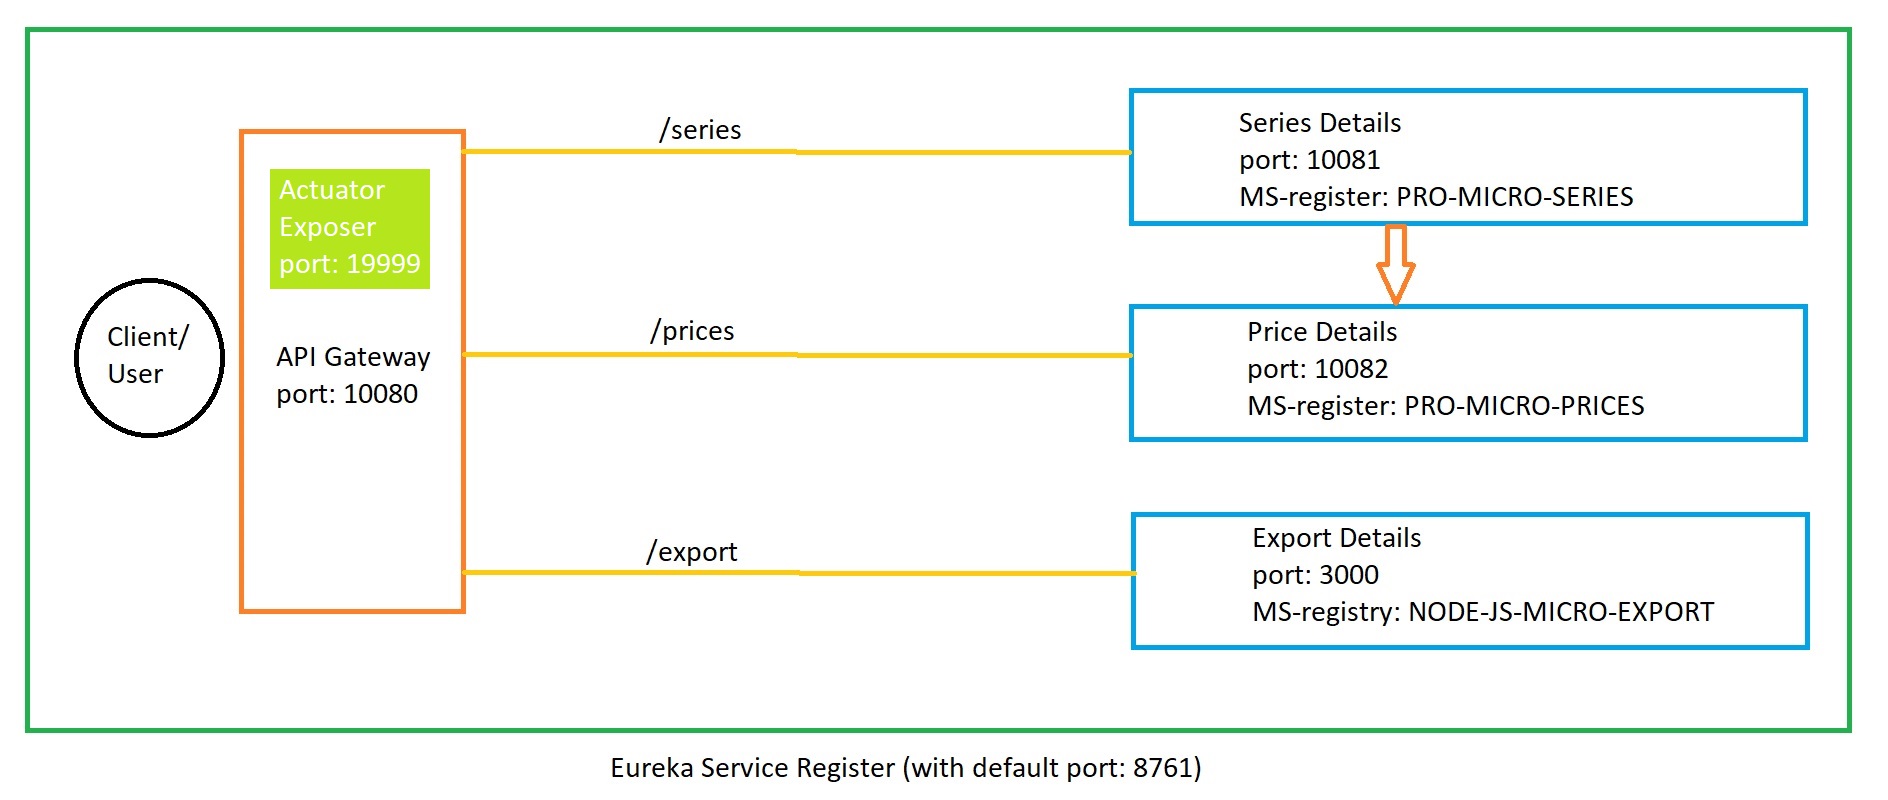 Client/
User
Actuator
Exposer
port: 19999
API Gateway
port: 10080
/series
/prices
/export
Series Details
port: 10081
MS-register: PRO-MICRO-SERIES
Price Details
port: 10082
MS-register: PRO-MICRO-PRICES
Export Details
port: 3000
MS-registry: NODE-JS-MICRO-EXPORT
Eureka Service Register (with default port: 8761)